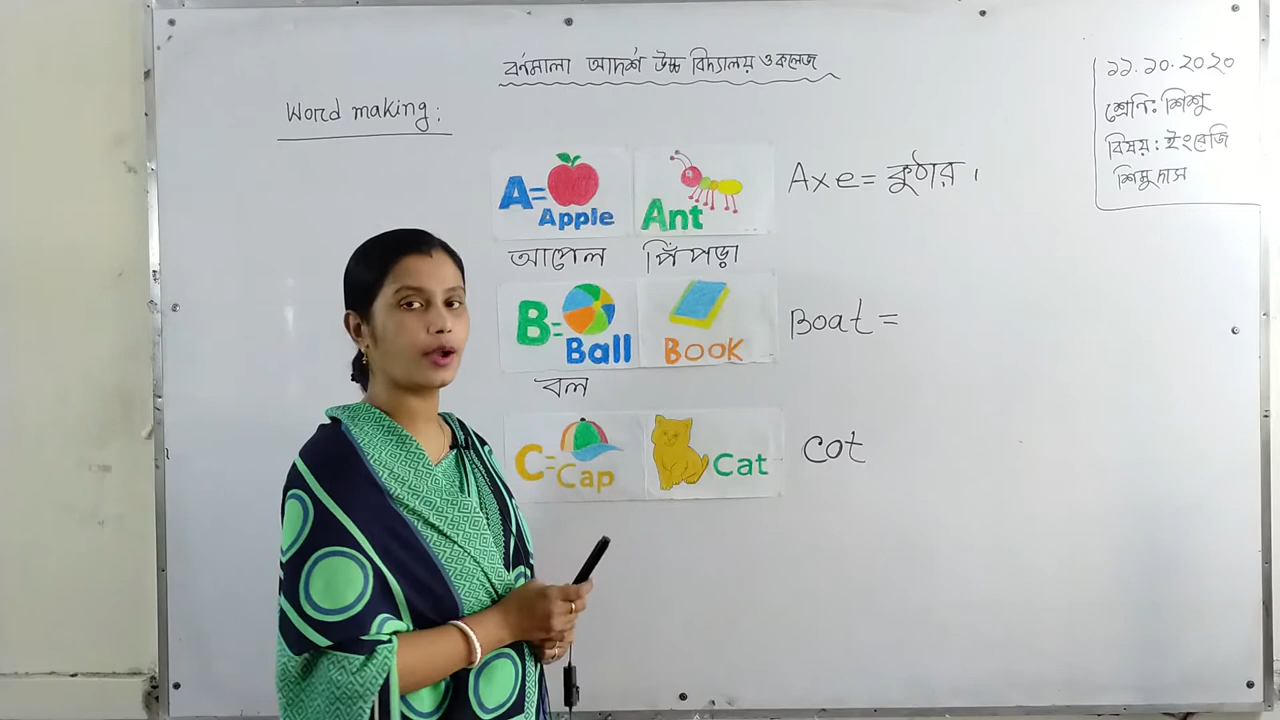 বর্ণমালা আদর্শ উচ্চ বিদ্যালয় ও কলেজ
১১.১০.২০২০
শ্রেণি: শিশু
বিষয়: ইংরেজি
শিমু দাস
Word making:
A= Apple
Ant
Axe = কুঠার ।
আপেল
পিঁপড়া
B= Ball
BOOK
Boat =
বল
C= Cap
Cat
Cot